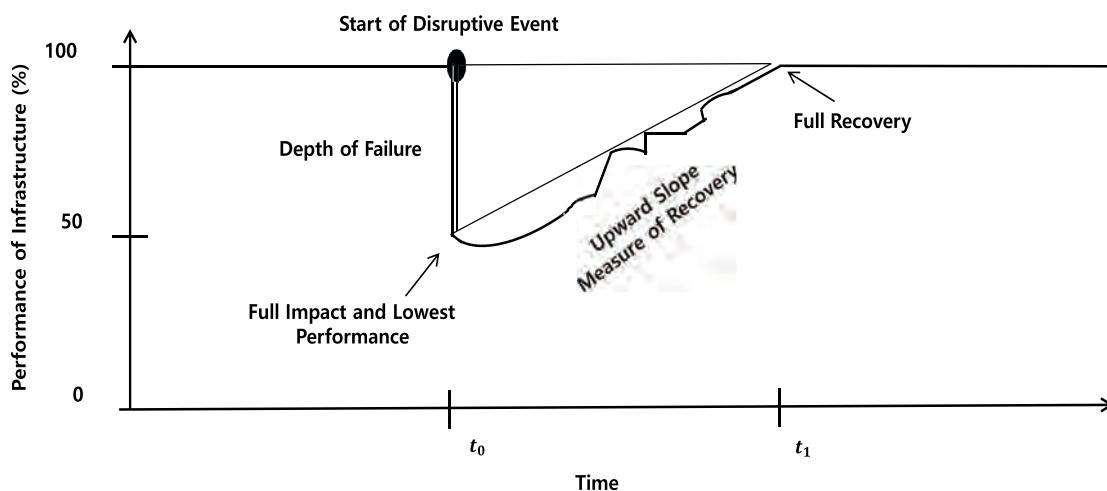 Start of Disruptive Event
100
Performance of Infrastructure (%)
Full Recovery
Depth of Failure
50
Upward Slope
Measure of Recovery
Full Impact and Lowest
Performance
0
t₀
t₁
Time